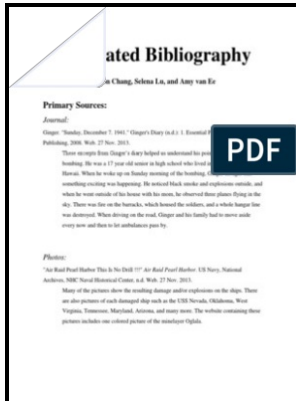 ated Bibliography
n Chang, Selena Lu, and Amy van Ee
Primary Sources:
Journal:
Ginger. "Sunday, December 7. 1941." Ginger's Diary (n.d.): 1. Essential P
Publishing, 2008. Web. 27 Nov. 2013.
PDF
These excerpts from Ginger's diary helped us understand his poi
bombing. He was a 17 year old senior in high school who lived in
Hawaii. When he woke up on Sunday morning of the bombing, Ginger
something exciting was happening. He noticed black smoke and explosions outside, and
when he went outside of his house with his mom, he observed three planes flying in the
sky. There was fire on the barracks, which housed the soldiers, and a whole hangar line
was destroyed. When driving on the road, Ginger and his family had to move aside
every now and then to let ambulances pass by.
Photos:
"Air Raid Pearl Harbor This Is No Drill !!!" Air Raid Pearl Harbor. US Navy, National
Archives, NHC Naval Historical Center, n.d. Web. 27 Nov. 2013.
Many of the pictures show the resulting damage and/or explosions on the ships. There
are also pictures of each damaged ship such as the USS Nevada, Oklahoma, West
Virginia, Tennessee, Maryland, Arizona, and many more. The website containing these
pictures includes one colored picture of the minelayer Oglala.